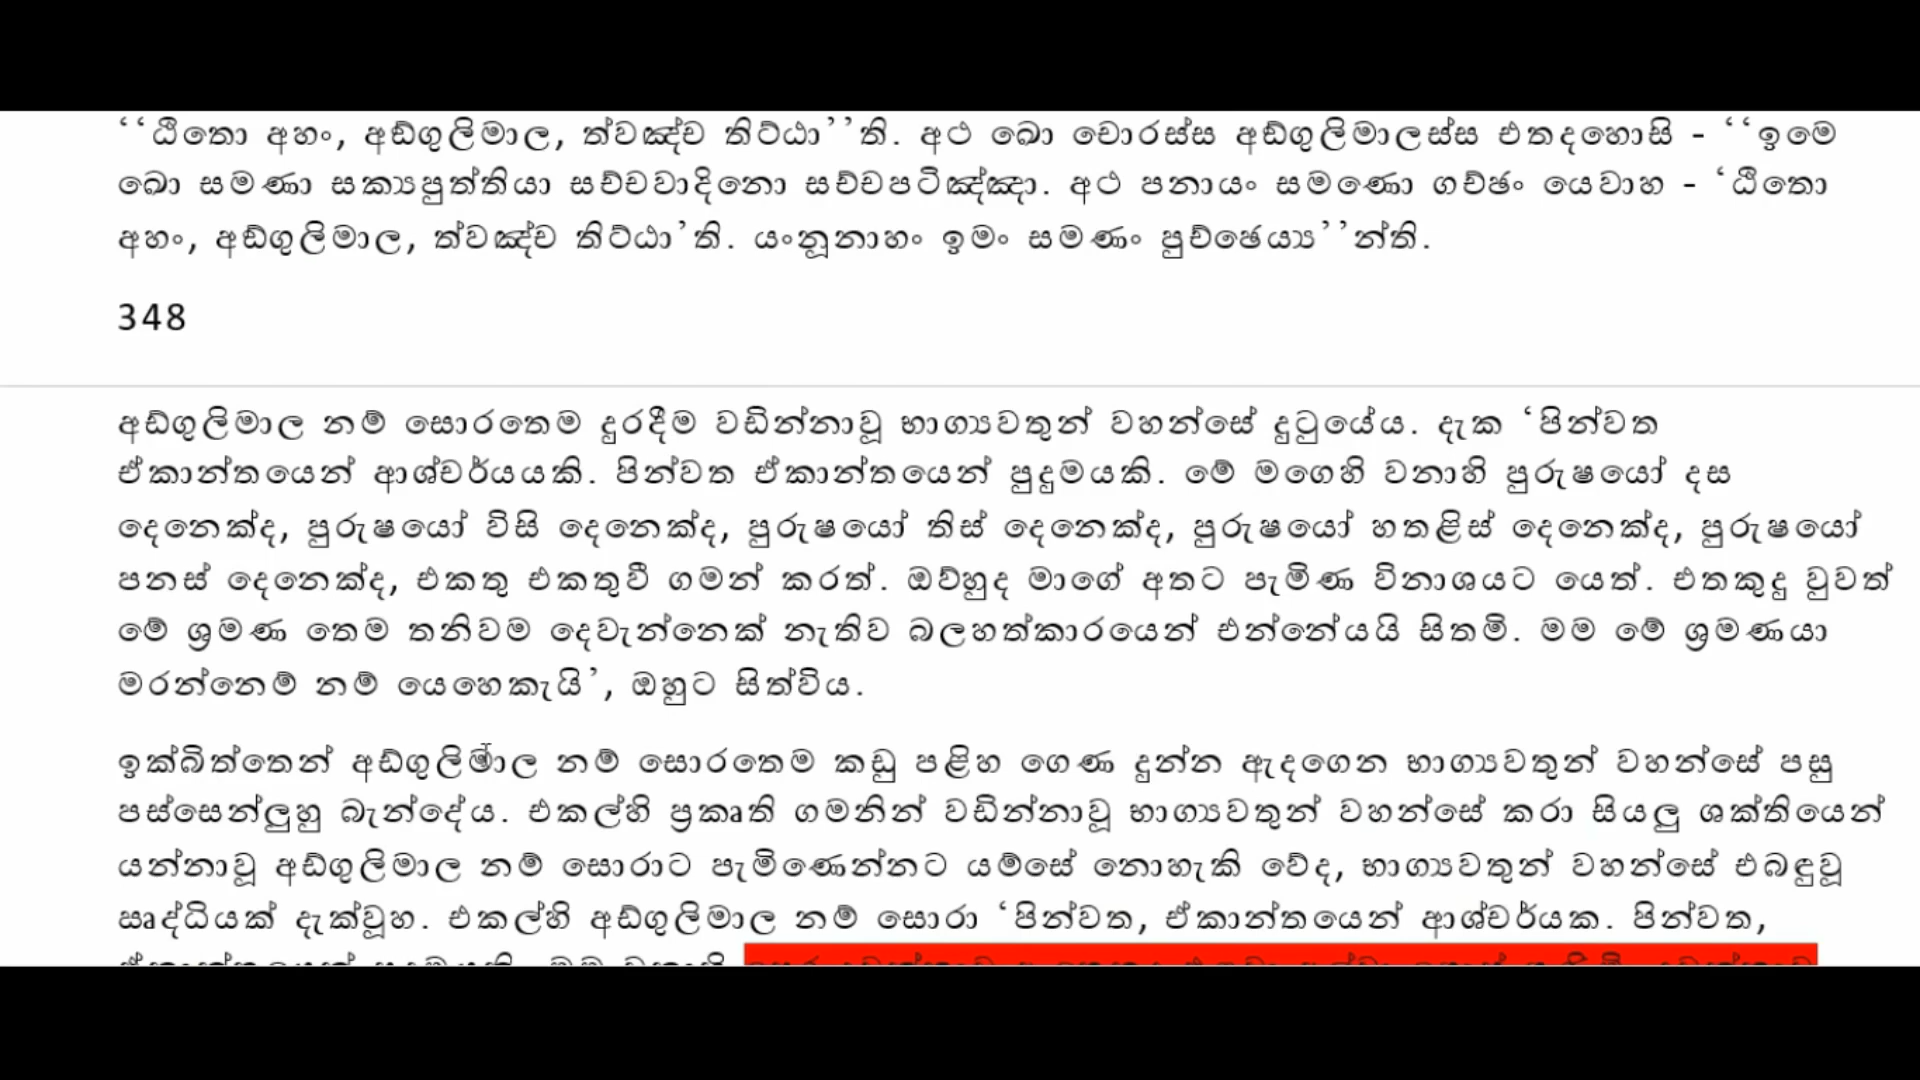 ‘‘ඨිතො අහං, අඞ්ගුලිමාල, ත්වඤ්ච තිට්ඨා’’ති. අථ ඛො චොරස්ස අඞ්ගුලිමාලස්ස එතදහොසි - ‘‘ඉමෙ
ඛො සමණා සක්‍යපුත්තියා සච්චවාදිනො සච්චපටිඤ්ඤා. අථ පනායං සමණො ගච්ඡං යෙවාහ - ‘ඨිතො
අහං, අඞ්ගුලිමාල, ත්වඤ්ච තිට්ඨා’ති. යංනූනාහං ඉමං සමණං පුච්ඡෙය්‍ය’’න්ති.
348
අඩ්ගුලිමාල නම් සොරතෙම දුරදීම වඩින්නාවූ භාග්‍යවතුන් වහන්සේ දුටුයේය. දැක ‘පින්වත
ඒකාන්තයෙන් ආශ්චර්යයකි. පින්වත ඒකාන්තයෙන් පුදුමයකි. මේ මගෙහි වනාහි පුරුෂයෝ දස
දෙනෙක්ද, පුරුෂයෝ විසි දෙනෙක්ද, පුරුෂයෝ තිස් දෙනෙක්ද, පුරුෂයෝ හතළිස් දෙනෙක්ද, පුරුෂයෝ
පනස් දෙනෙක්ද, එකතු එකතුවී ගමන් කරත්. ඔව්හුද මාගේ අතට පැමිණ විනාශයට යෙත්. එතකුදු වුවත්
මේ ශ්‍රමණ තෙම තනිවම දෙවැන්නෙක් නැතිව බලහත්කාරයෙන් එන්නේයයි සිතමි. මම මේ ශ්‍රමණයා
මරන්නෙම් නම් යෙහෙකැයි’, ඔහුට සිත්විය.
ඉක්බිත්තෙන් අඩ්ගුලිමාල නම් සොරතෙම කඩු පළිහ ගෙණ දුන්න ඇදගෙන භාග්‍යවතුන් වහන්සේ පසු
පස්සෙන්ලුහු බැන්දේය. එකල්හි ප්‍රකෘති ගමනින් වඩින්නාවූ භාග්‍යවතුන් වහන්සේ කරා සියලු ශක්තියෙන්
යන්නාවූ අඩ්ගුලිමාල නම් සොරාට පැමිණෙන්නට යම්සේ නොහැකි වේද, භාග්‍යවතුන් වහන්සේ එබඳුවූ
ඍද්ධියක් දැක්වූහ. එකල්හි අඩ්ගුලිමාල නම් සොරා ‘පින්වත, ඒකාන්තයෙන් ආශ්චර්යක. පින්වත,